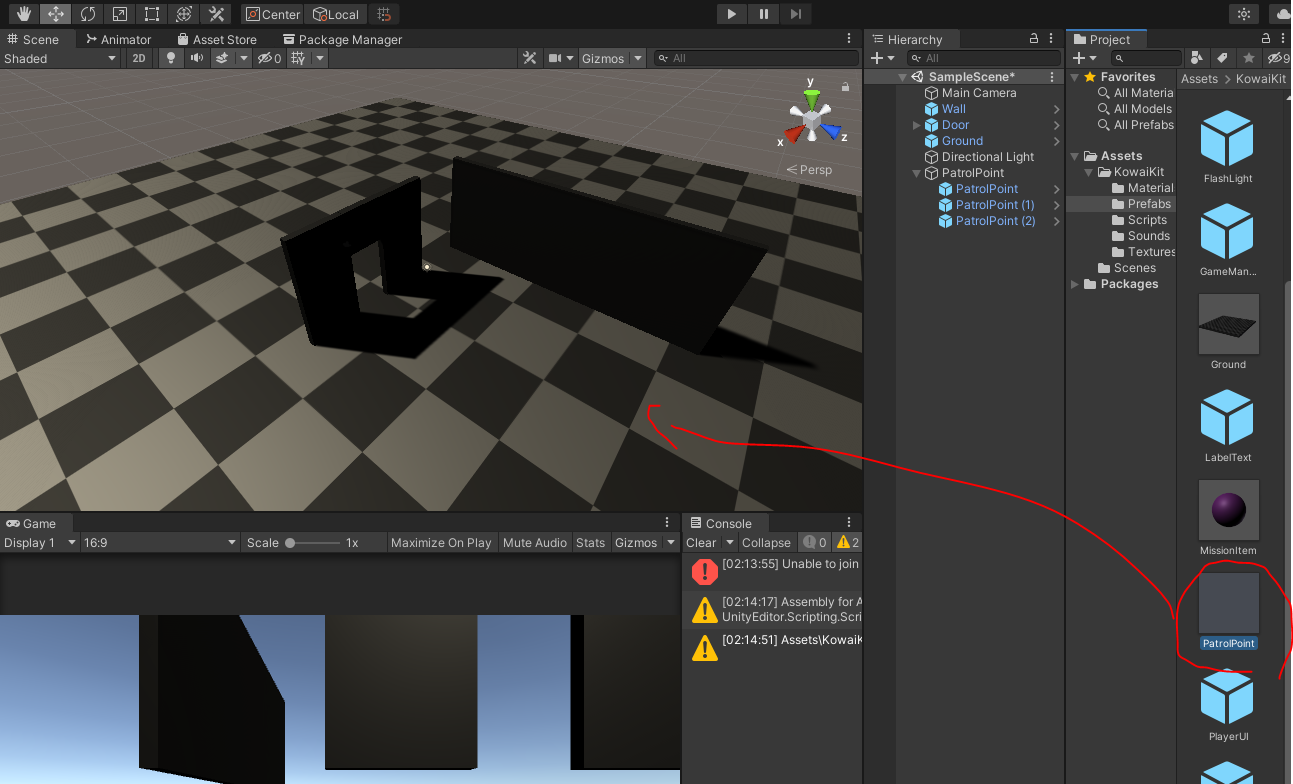 Center Local
Scene Animator Asset Store Package Manager
Shaded 2D 0 Gizmos All
y
x z
Persp
Game
Display 1 16:9 Scale 1x Maximize On Play Mute Audio Stats Gizmos
Console
Clear Collapse 0 2
[02:13:55] Unable to join
[02:14:17] Assembly for A
UnityEditor.Scripting.Scri
[02:14:51] Assets\KowaiK
Hierarchy
All
SampleScene*
Main Camera
Wall
Door
Ground
Directional Light
PatrolPoint
PatrolPoint
PatrolPoint (1)
PatrolPoint (2)
Project
9
Favorites
All Materia
All Models
All Prefabs
Assets
KowaiKit
Material
Prefabs
Scripts
Sounds
Textures
Scenes
Packages
Assets > KowaiKit
FlashLight
GameMan...
Ground
LabelText
MissionItem
PatrolPoint
PlayerUI